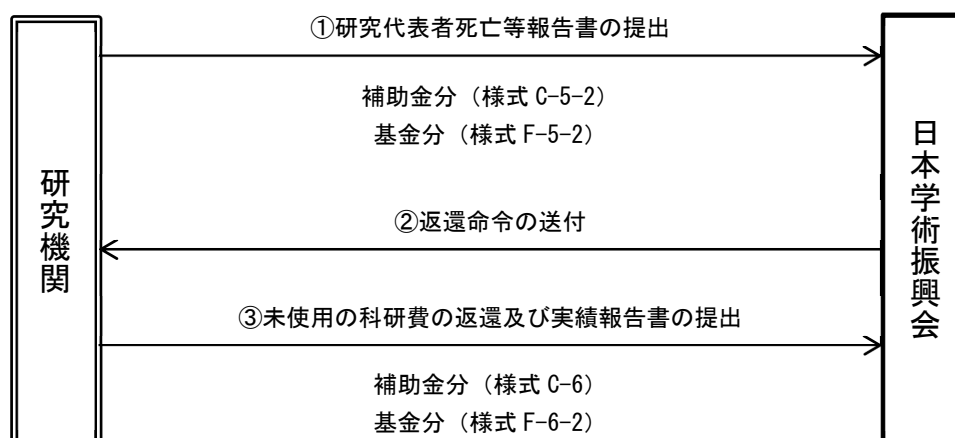 ①研究代表者死亡等報告書の提出
補助金分（様式 C-5-2）
基金分（様式 F-5-2）
研究機関
日本学術振興会
②返還命令の送付
③未使用の科研費の返還及び実績報告書の提出
補助金分（様式 C-6）
基金分（様式 F-6-2）